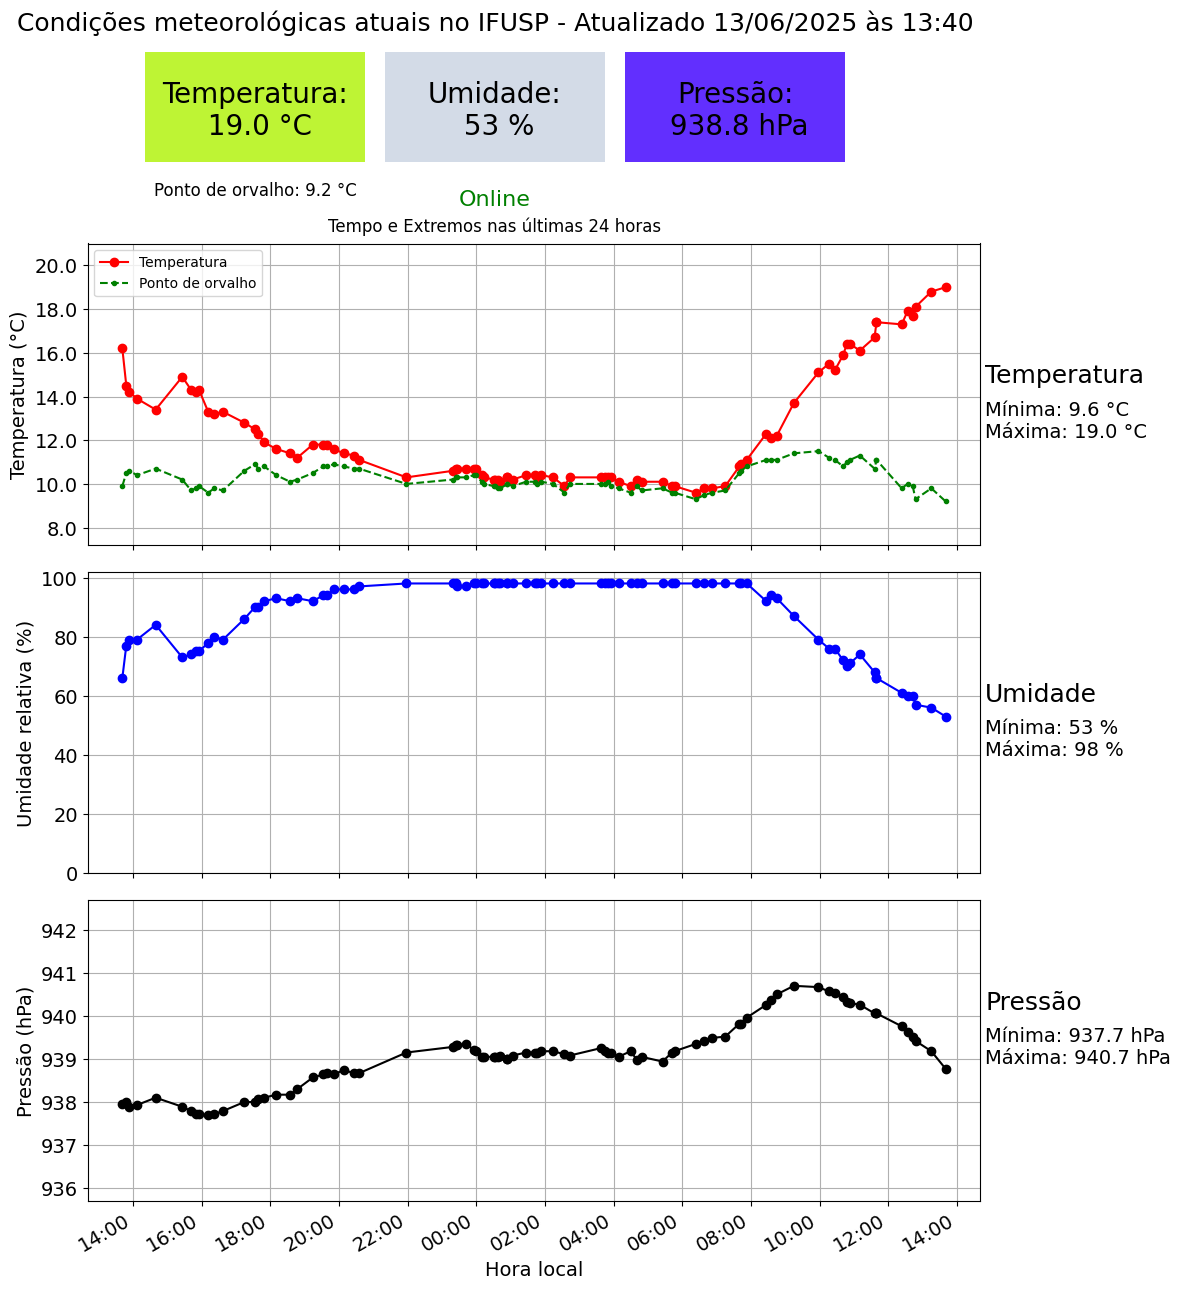 Condições meteorológicas atuais no IFUSP - Atualizado 13/06/2025 às 13:40
Temperatura:
19.0 °C
Umidade:
53 %
Pressão:
938.8 hPa
Ponto de orvalho: 9.2 °C
Online
Tempo e Extremos nas últimas 24 horas
Temperatura
Ponto de orvalho
Temperatura (°C)
20.0
18.0
16.0
14.0
12.0
10.0
8.0
Temperatura
Mínima: 9.6 °C
Máxima: 19.0 °C
Umidade relativa (%)
100
80
60
40
20
0
Umidade
Mínima: 53 %
Máxima: 98 %
Pressão (hPa)
942
941
940
939
938
937
936
Pressão
Mínima: 937.7 hPa
Máxima: 940.7 hPa
14:00 16:00 18:00 20:00 22:00 00:00 02:00 04:00 06:00 08:00 10:00 12:00 14:00
Hora local